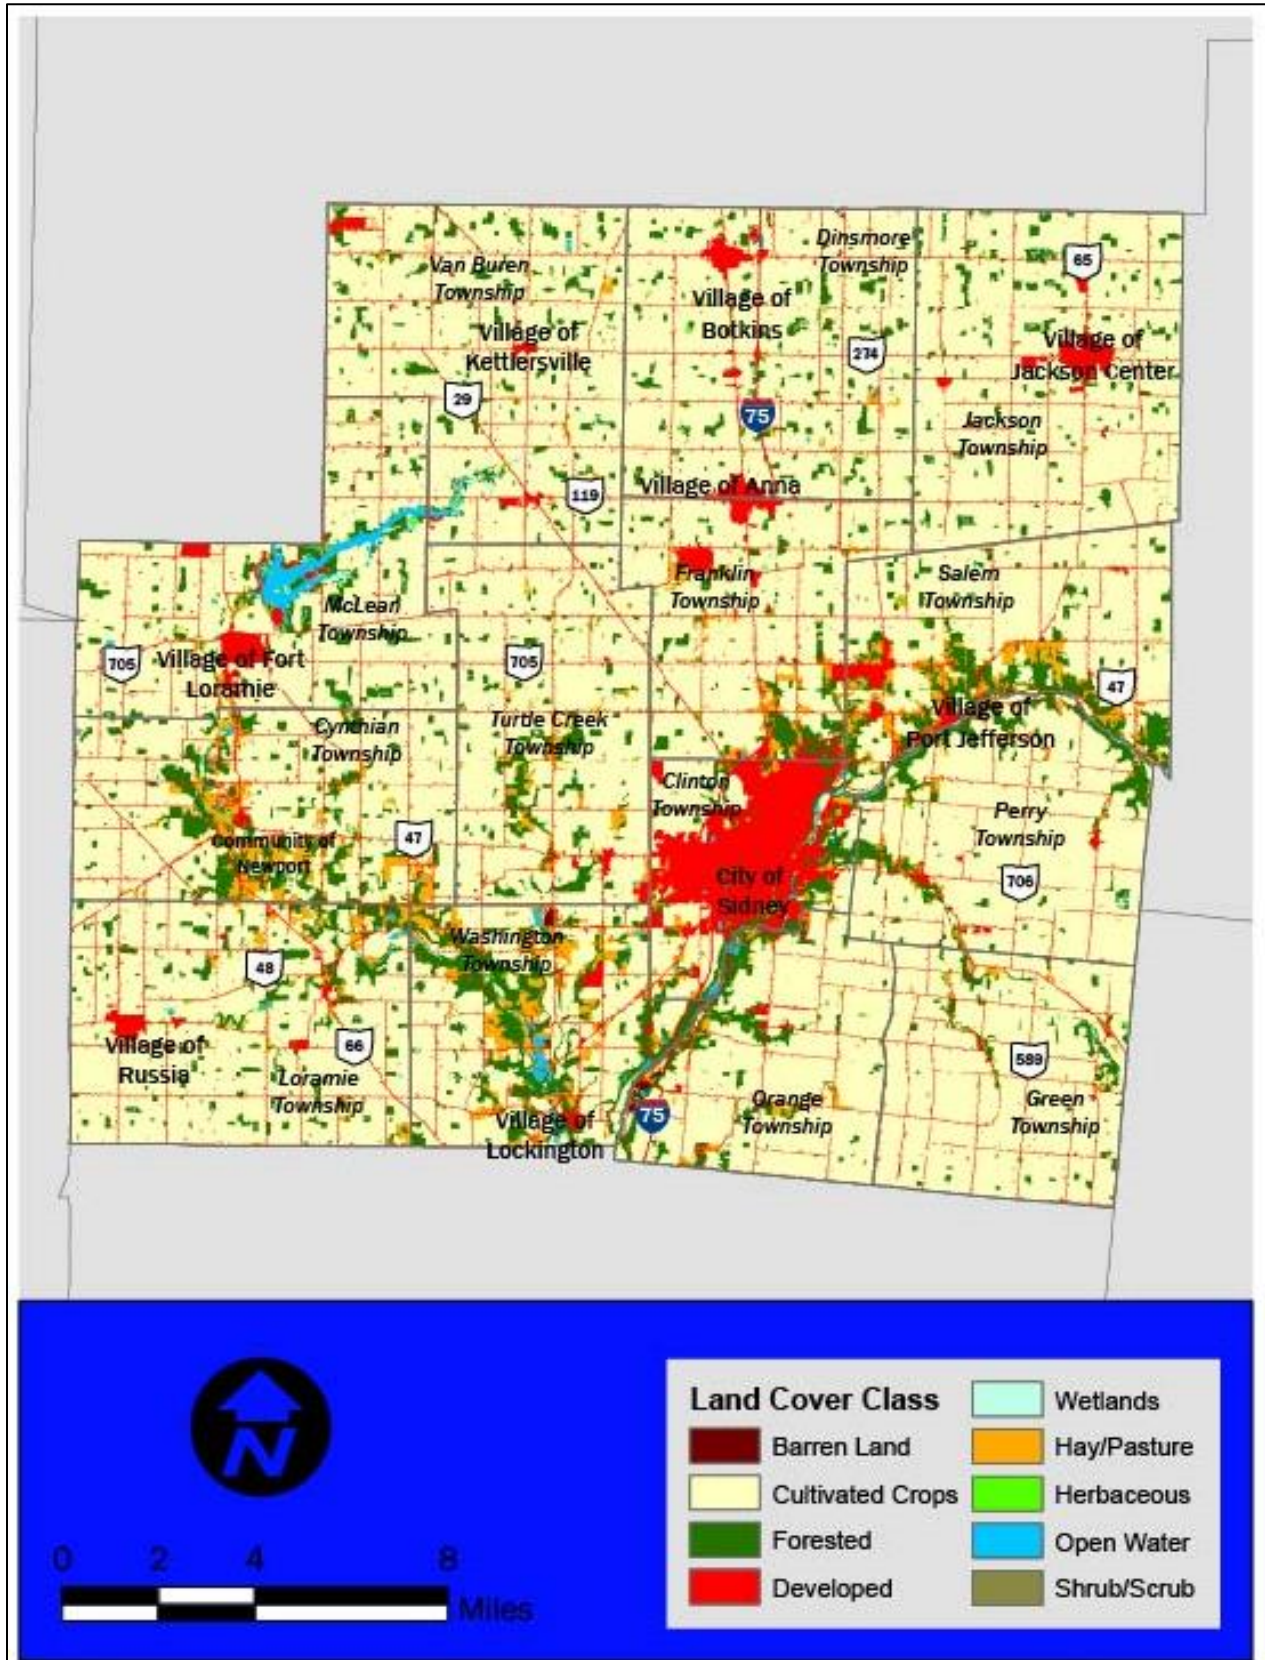 Dinsmore
Township
Van Buren
Township
65
Village of
Botkins
Village of
Kettlersville
274
Village of
Jackson Center
29
75
Jackson
Township
119
Village of Anna
Franklin
Township
Salem
Township
McLean
Township
705
Village of Fort
Loramie
705
47
Village of
Port Jefferson
Cynthian
Township
Turtle Creek
Township
Clinton
Township
Perry
Township
47
Community of
Newport
706
City of
Sidney
Washington
Township
48
66
Village of
Russia
589
Loramie
Township
Orange
Township
Green
Township
75
Village of
Lockington
N
0 2 4 8
Miles
Land Cover Class
Barren Land
Cultivated Crops
Forested
Developed
Wetlands
Hay/Pasture
Herbaceous
Open Water
Shrub/Scrub